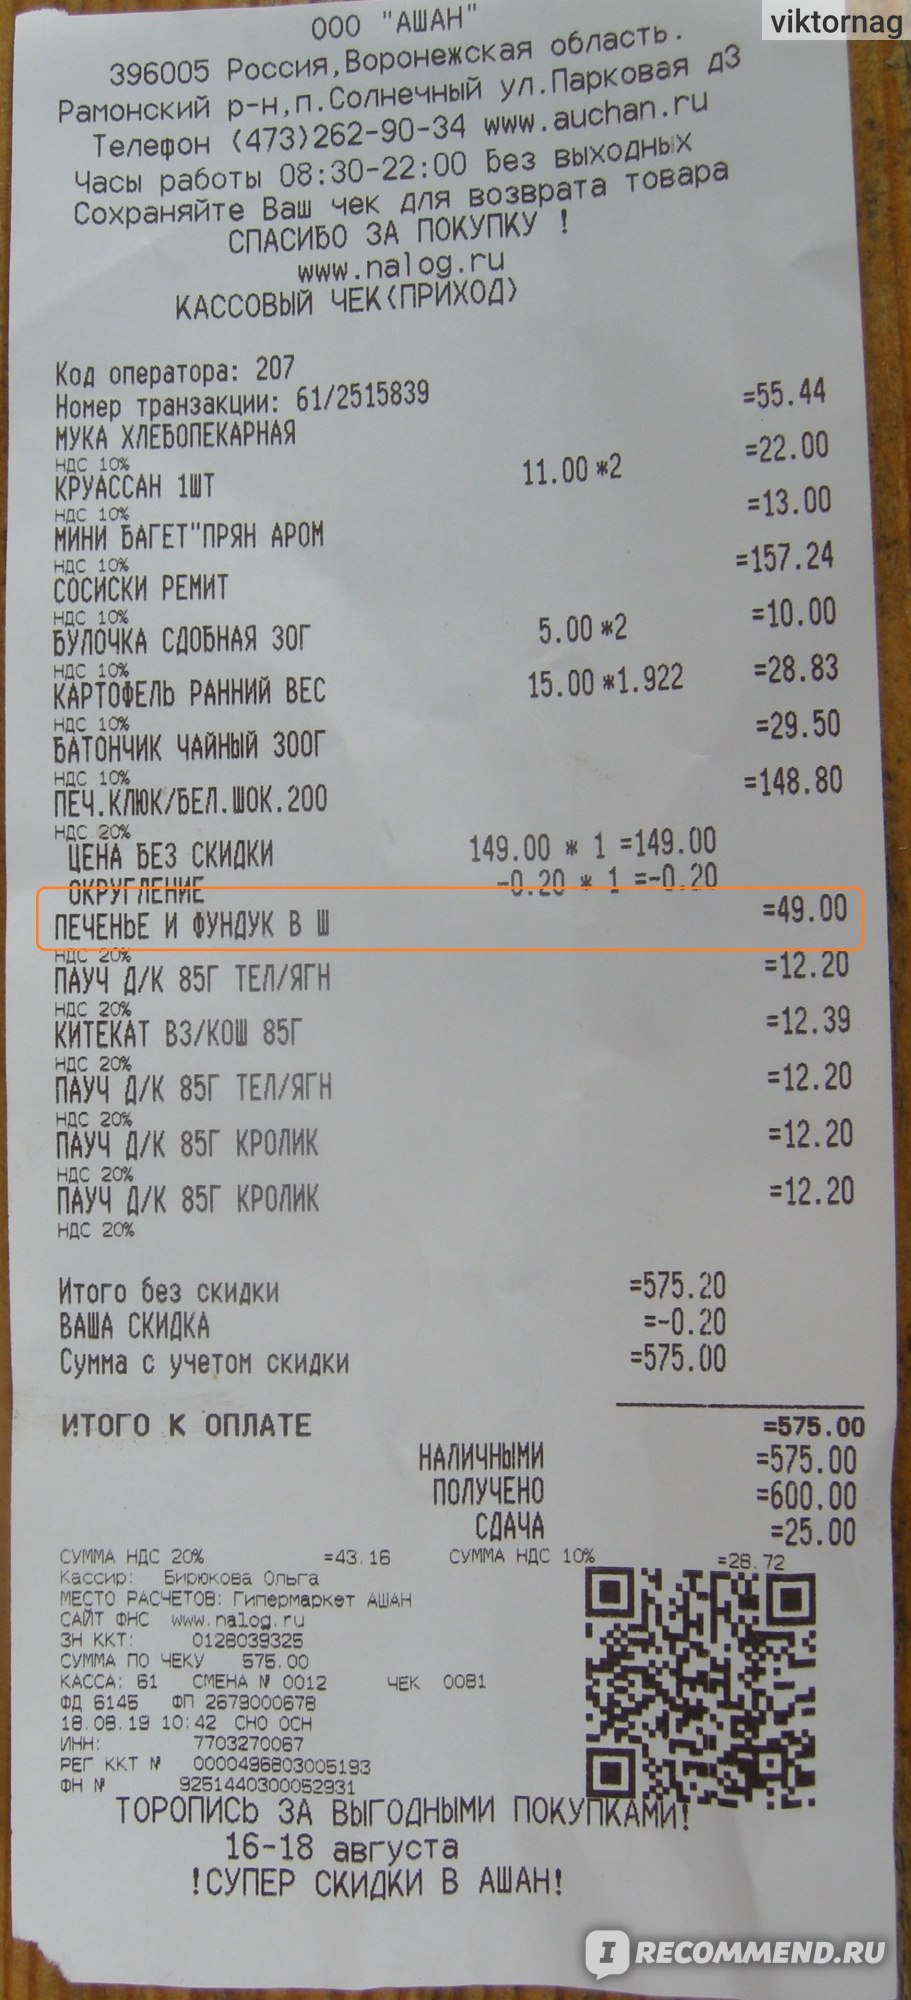 viktornag
ООО "АШАН"
396005 Россия,Воронежская область.
Рамонский р-н,п.Солнечный ул.Парковая д3
Телефон (473)262-90-34 www.auchan.ru
Часы работы 08:30-22:00 без выходных
Сохраняйте Ваш чек для возврата товара
СПАСИБО ЗА ПОКУПКУ !
www.nalog.ru
КАССОВЫЙ ЧЕК(ПРИХОД)
Код оператора: 207
Номер транзакции: 61/2515839
МУКА ХЛЕБОПЕКАРНАЯ =55.44
НДС 10%
КРУАССАН 1ШТ 11.00*2 =22.00
НДС 10%
МИНИ БАГЕТ"ПРЯН АРОМ =13.00
НДС 10%
СОСИСКИ РЕМИТ =157.24
НДС 10%
БУЛОЧКА СДОБНАЯ 30Г 5.00*2 =10.00
НДС 10%
КАРТОФЕЛЬ РАННИЙ ВЕС 15.00*1.922 =28.83
НДС 10%
БАТОНЧИК ЧАЙНЫЙ 300Г =29.50
НДС 10%
ПЕЧ.КЛЮК/БЕЛ.ШОК.200 =148.80
НДС 20%
ЦЕНА БЕЗ СКИДКИ 149.00 * 1 =149.00
ОКРУГЛЕНИЕ -0.20 * 1 =-0.20
ПЕЧЕНЬЕ И ФУНДУК В Ш =49.00
НДС 20%
ПАУЧ Д/К 85Г ТЕЛ/ЯГН =12.20
НДС 20%
КИТЕКАТ ВЗ/КОШ 85Г =12.39
НДС 20%
ПАУЧ Д/К 85Г ТЕЛ/ЯГН =12.20
НДС 20%
ПАУЧ Д/К 85Г КРОЛИК =12.20
НДС 20%
ПАУЧ Д/К 85Г КРОЛИК =12.20
НДС 20%
Итого без скидки =575.20
ВАША СКИДКА =-0.20
Сумма с учетом скидки =575.00
ИТОГО К ОПЛАТЕ =575.00
НАЛИЧНЫМИ =575.00
ПОЛУЧЕНО =600.00
СДАЧА =25.00
СУММА НДС 20% =43.16 СУММА НДС 10% =28.72
Кассир: Бирюкова Ольга
МЕСТО РАСЧЕТОВ: Гипермаркет АШАН
САЙТ ФНС www.nalog.ru
ЗН ККТ: 0128039325
СУММА ПО ЧЕКУ 575.00
КАССА: 61 СМЕНА № 0012 ЧЕК 0081
ФД 6145 ФП 2679000678
18.08.19 10:42 СНО ОСН
ИНН: 7703270067
РЕГ ККТ № 0000496803005193
ФН № 9251440300052931
ТОРОПИСЬ ЗА ВЫГОДНЫМИ ПОКУПКАМИ!
16-18 августа
!СУПЕР СКИДКИ В АШАН!
IRECOMMEND.RU